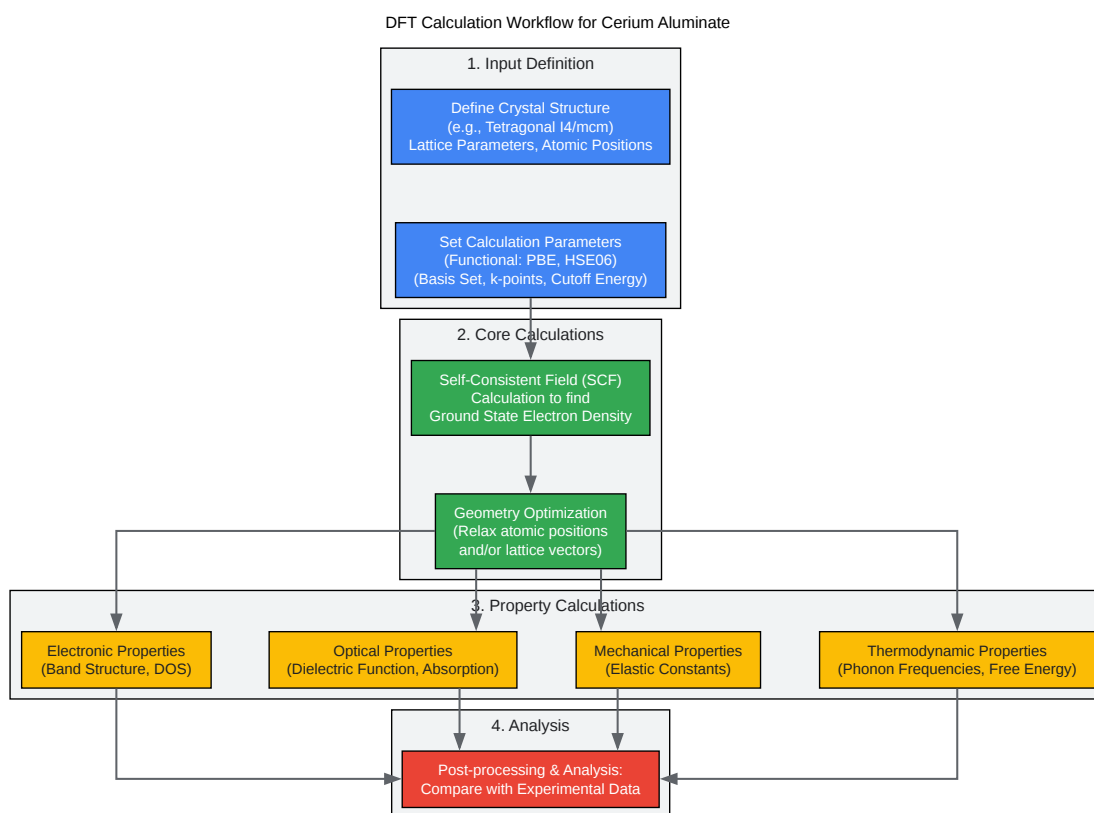 DFT Calculation Workflow for Cerium Aluminate
1. Input Definition
Define Crystal Structure
(e.g., Tetragonal I4/mcm)
Lattice Parameters, Atomic Positions
Set Calculation Parameters
(Functional: PBE, HSE06)
(Basis Set, k-points, Cutoff Energy)
2. Core Calculations
Self-Consistent Field (SCF)
Calculation to find
Ground State Electron Density
Geometry Optimization
(Relax atomic positions
and/or lattice vectors)
3. Property Calculations
Electronic Properties
(Band Structure, DOS)
Optical Properties
(Dielectric Function, Absorption)
Mechanical Properties
(Elastic Constants)
Thermodynamic Properties
(Phonon Frequencies, Free Energy)
4. Analysis
Post-processing & Analysis:
Compare with Experimental Data